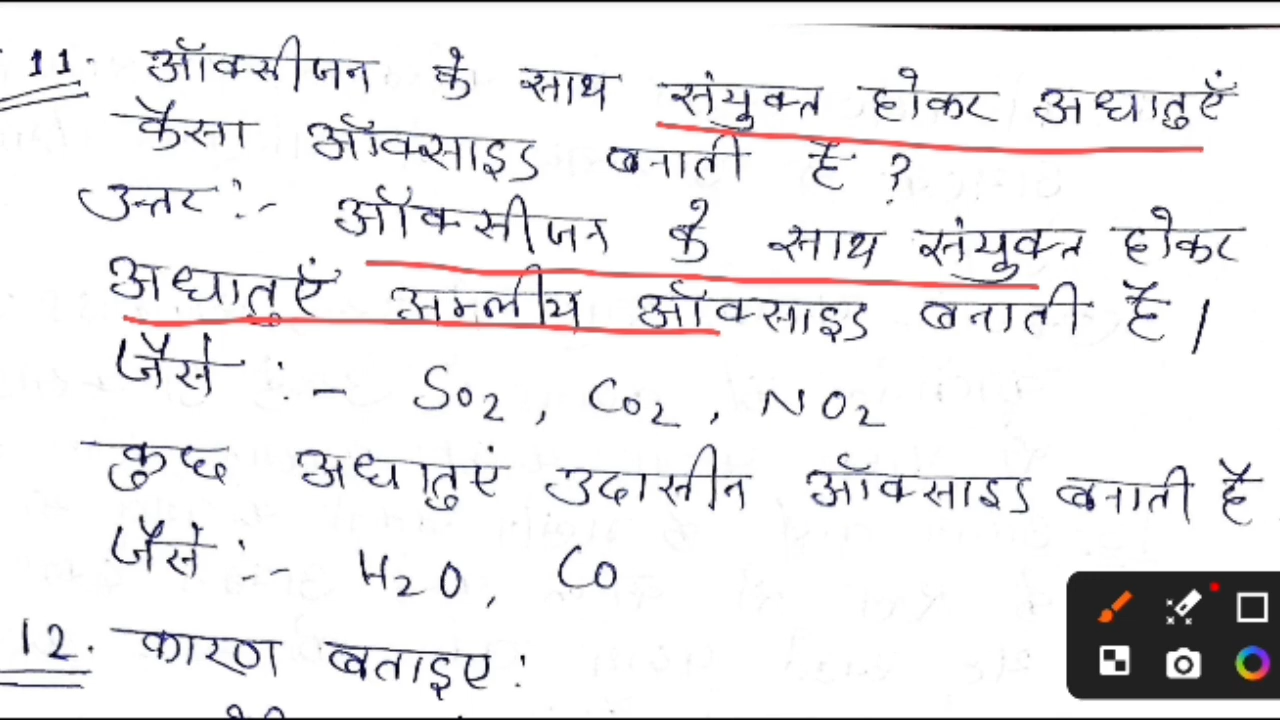 11. ऑक्सीजन के साथ संयुक्त होकर अधातुएँ
कैसा ऑक्साइड बनाती है ?
उत्तर :- ऑक्सीजन के साथ संयुक्त होकर
अधातुएं अम्लीय ऑक्साइड बनाती है |
जैसे :- SO2 , CO2 , NO2
कुछ अधातुएं उदासीन ऑक्साइड बनाती है
जैसे :- H2O, CO
12. कारण बताइए :